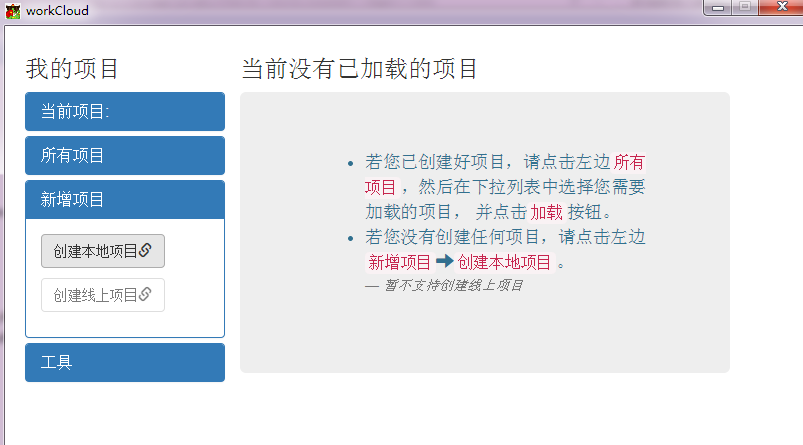 workCloud
我的项目
当前项目:
所有项目
新增项目
创建本地项目
创建线上项目
工具
当前没有已加载的项目
若您已创建好项目，请点击左边 所有
项目 ，然后在下拉列表中选择您需要
加载的项目， 并点击 加载 按钮。
若您没有创建任何项目，请点击左边
新增项目 ➡ 创建本地项目 。
— 暂不支持创建线上项目